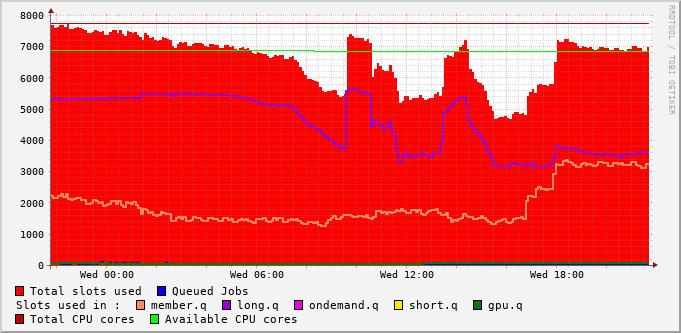 8000
7000
6000
5000
4000
3000
2000
1000
0
Wed 00:00 Wed 06:00 Wed 12:00 Wed 18:00
RRDTOOL / TOBI OETIKER
Total slots used Queued Jobs
Slots used in : member.q long.q ondemand.q short.q gpu.q
Total CPU cores Available CPU cores